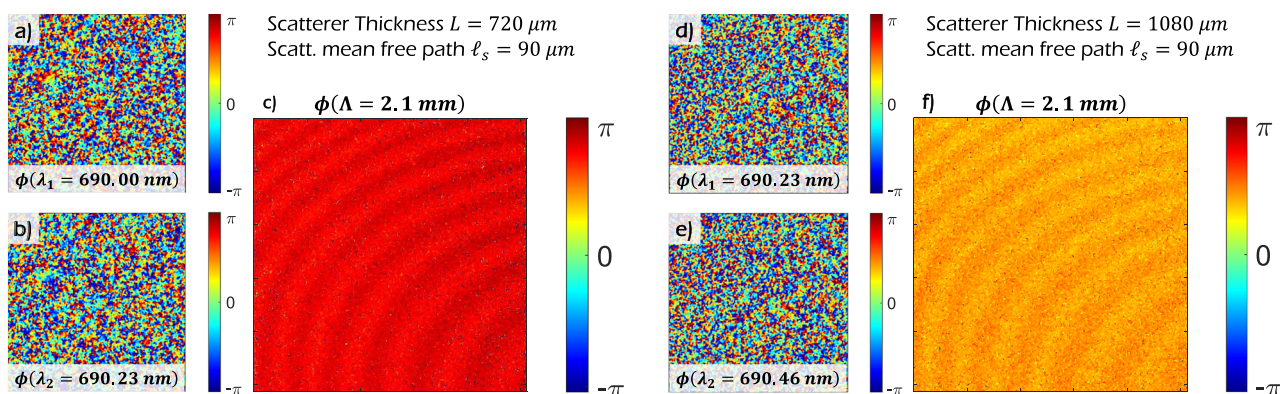 a)
π
0
-π
ϕ(λ₁ = 690.00 nm)
b)
π
0
-π
ϕ(λ₂ = 690.23 nm)
Scatterer Thickness L = 720 μm
Scatt. mean free path ℓₛ = 90 μm
c) ϕ(Λ = 2.1 mm)
π
0
-π
d)
π
0
-π
ϕ(λ₁ = 690.23 nm)
e)
π
0
-π
ϕ(λ₂ = 690.46 nm)
Scatterer Thickness L = 1080 μm
Scatt. mean free path ℓₛ = 90 μm
f) ϕ(Λ = 2.1 mm)
π
0
-π